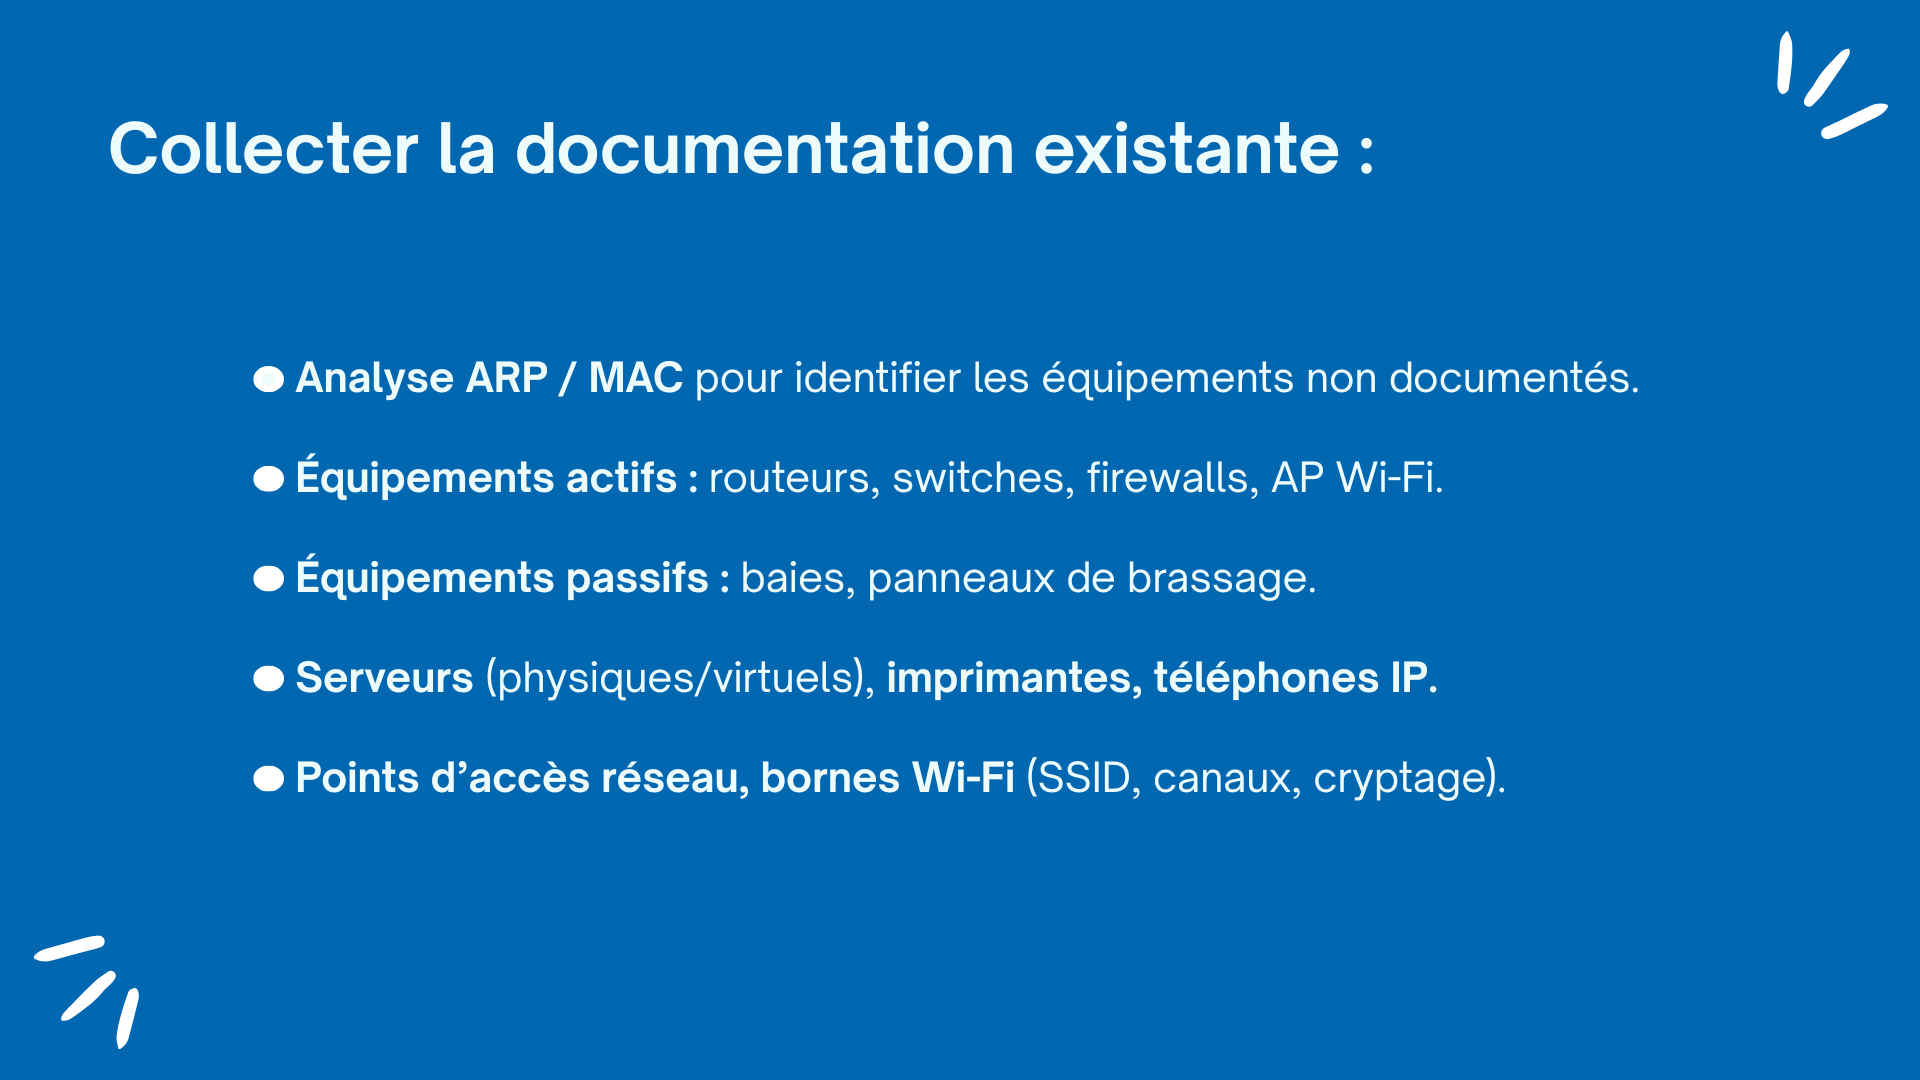 Collecter la documentation existante :
Analyse ARP / MAC pour identifier les équipements non documentés.
Équipements actifs : routeurs, switches, firewalls, AP Wi-Fi.
Équipements passifs : baies, panneaux de brassage.
Serveurs (physiques/virtuels), imprimantes, téléphones IP.
Points d’accès réseau, bornes Wi-Fi (SSID, canaux, cryptage).